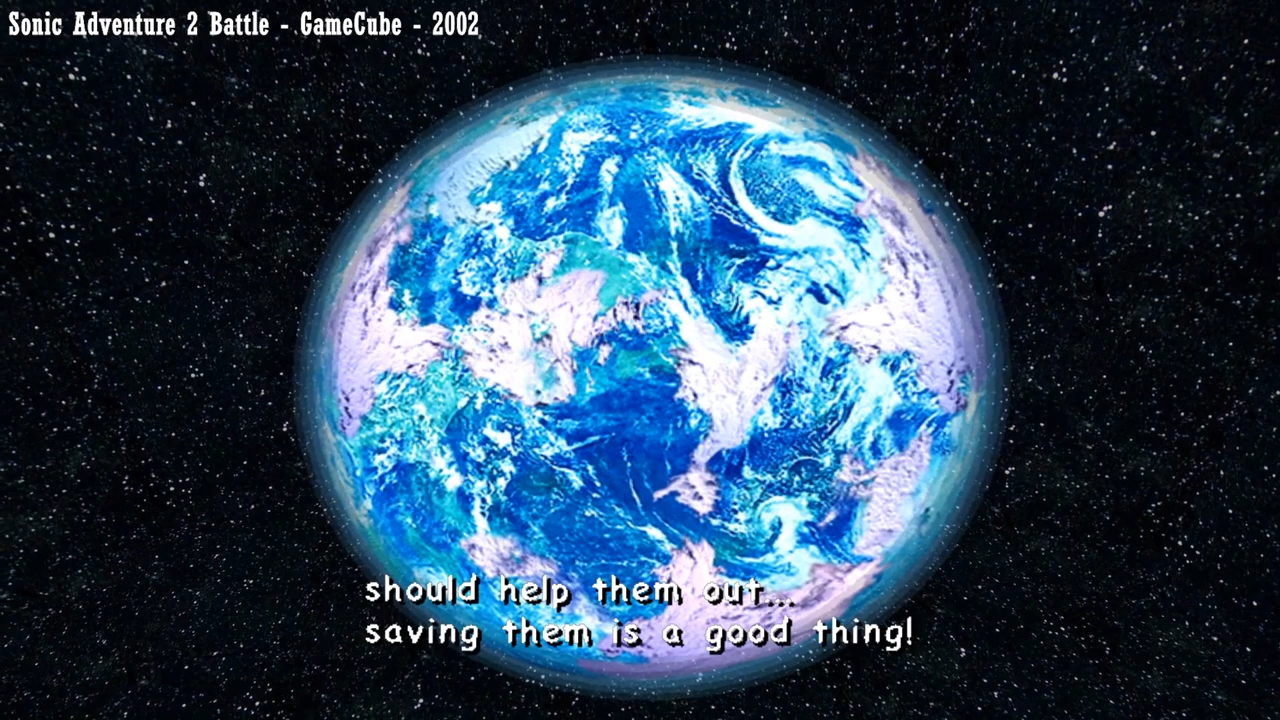 Sonic Adventure 2 Battle - GameCube - 2002
should help them out...
saving them is a good thing!